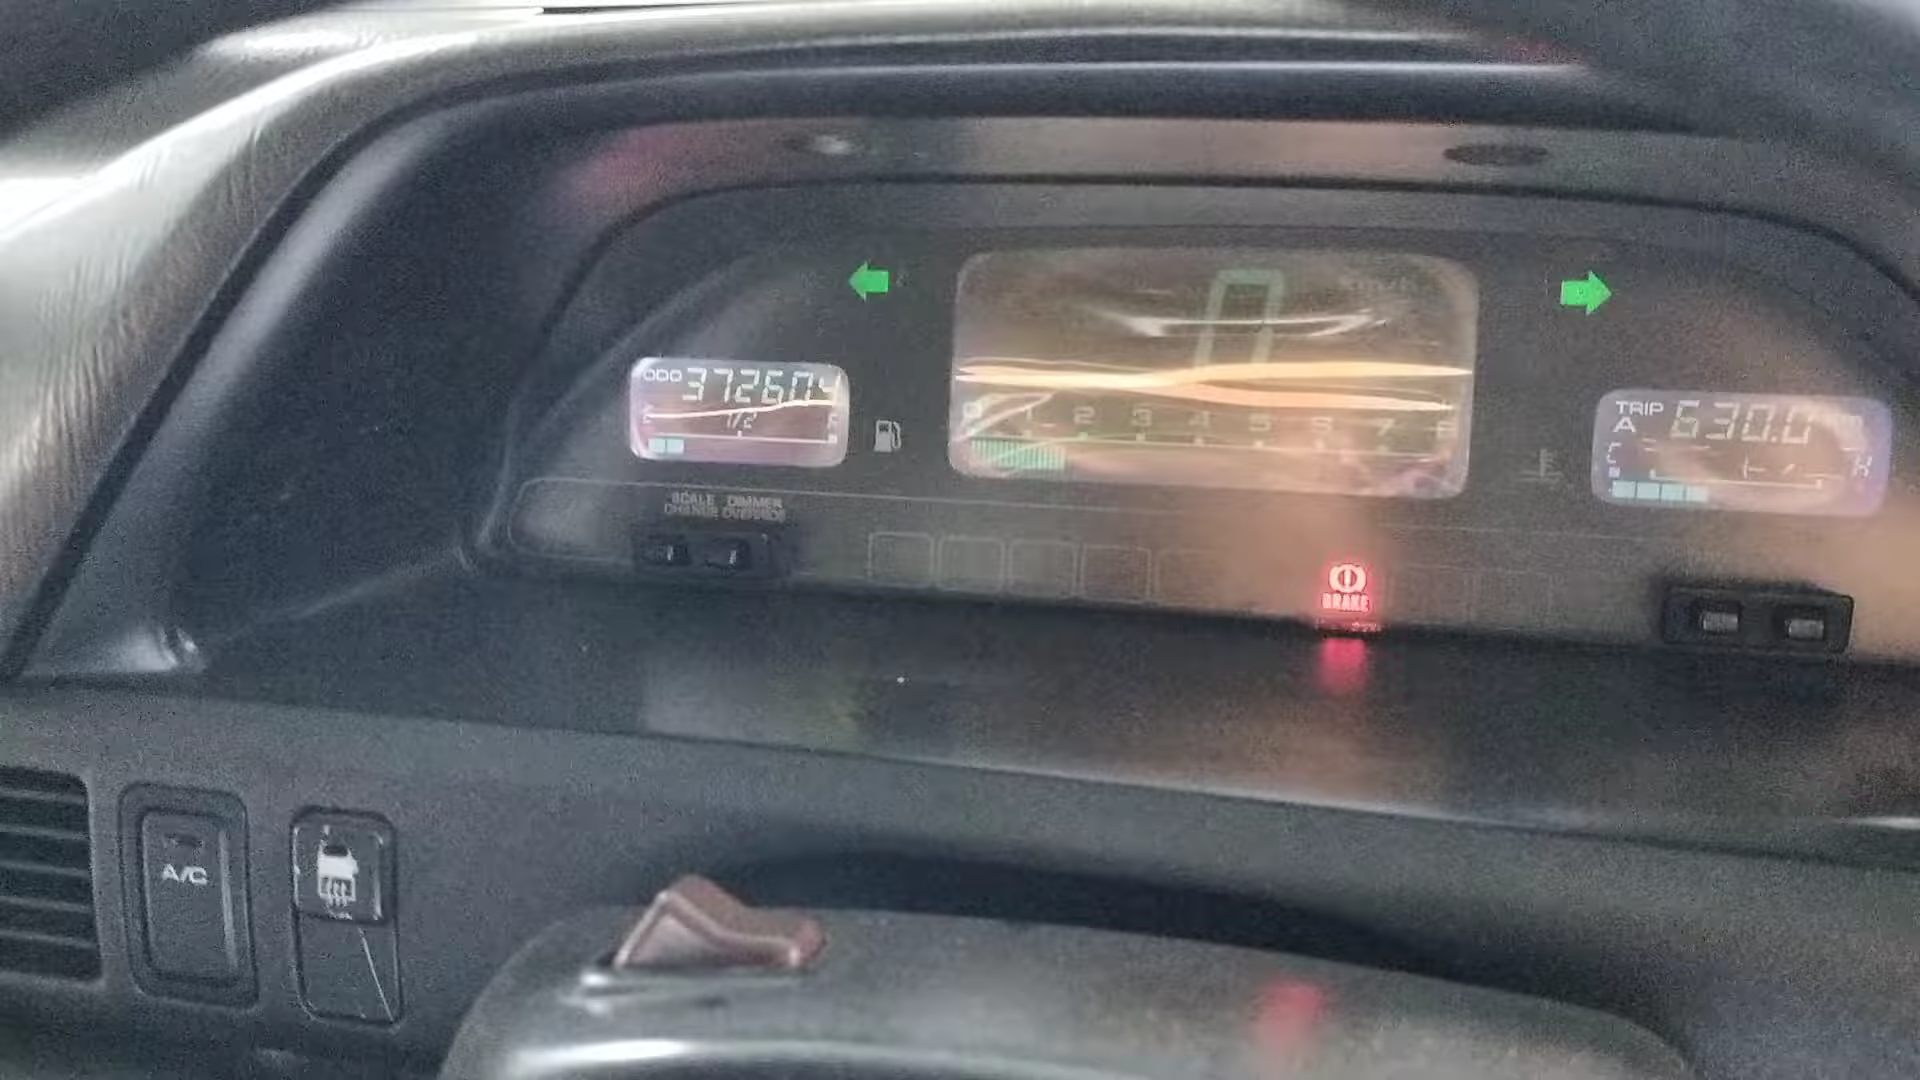 ODO 372604
E 1/2 F
0
0 1 2 3 4 5 6 7 8
TRIP A 630.0
C H
SCALE CHANGE
DIMMER OVERRIDE
BRAKE
A/C